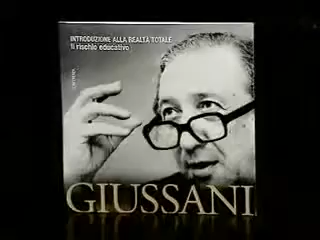 INTRODUZIONE ALLA REALTÀ TOTALE
Il rischio educativo
GIUSSANI